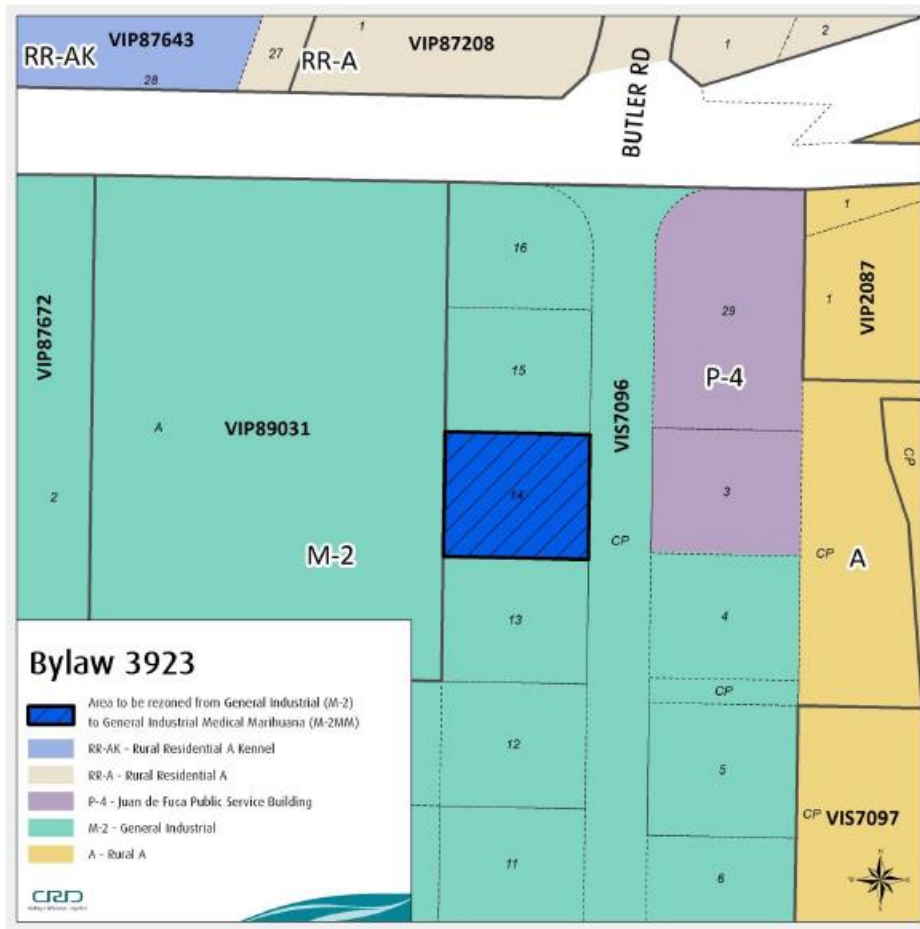 VIP87643
RR-AK
28
27
1
RR-A
VIP87208
BUTLER RD
1
2
VIP87672
2
A
VIP89031
M-2
16
15
14
13
12
11
VIS7096
CP
29
P-4
3
4
CP
5
6
1
1
VIP2087
CP
CP
A
CP
VIS7097
N
Bylaw 3923
Area to be rezoned from General Industrial (M-2)
to General Industrial Medical Marihuana (M-2MM)
RR-AK - Rural Residential A Kennel
RR-A - Rural Residential A
P-4 - Juan de Fuca Public Service Building
M-2 - General Industrial
A - Rural A
CRD